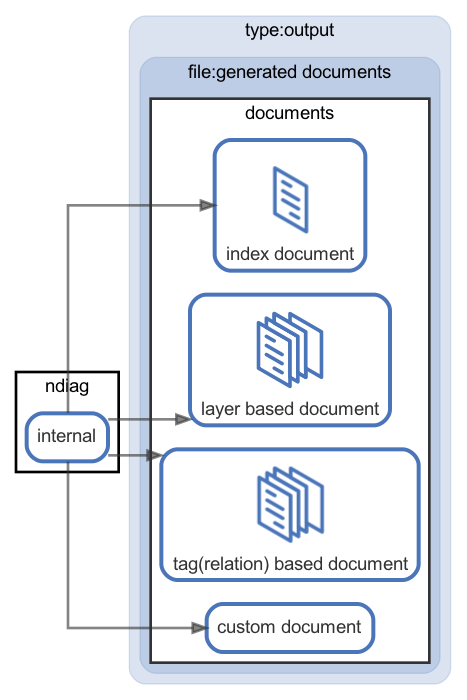 type:output
file:generated documents
documents
index document
layer based document
ndiag
internal
tag(relation) based document
custom document